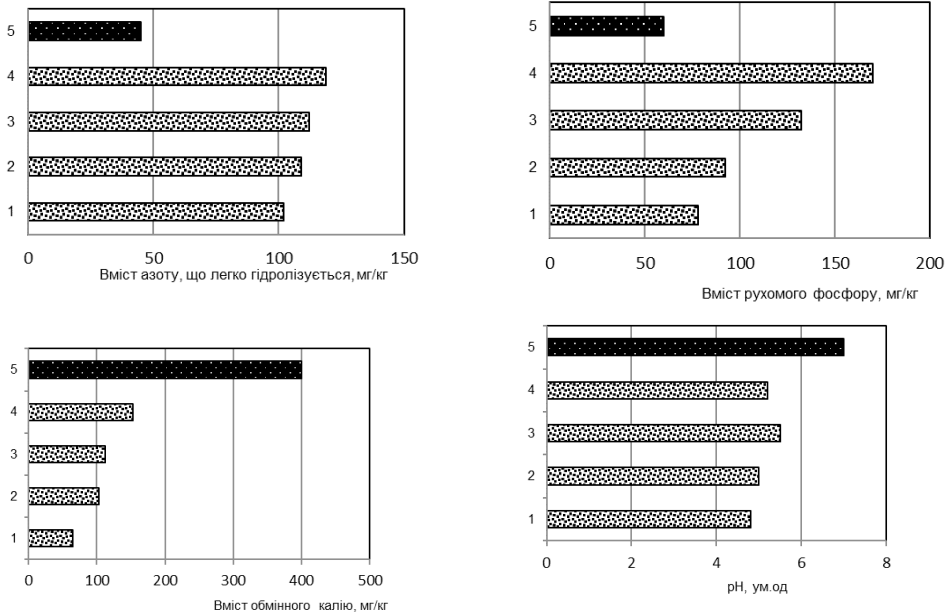 5
4
3
2
1
0 50 100 150
Вміст азоту, що легко гідролізується, мг/кг
5
4
3
2
1
0 50 100 150 200
Вміст рухомого фосфору, мг/кг
5
4
3
2
1
0 100 200 300 400 500
Вміст обмінного калію, мг/кг
5
4
3
2
1
0 2 4 6 8
рН, ум.од